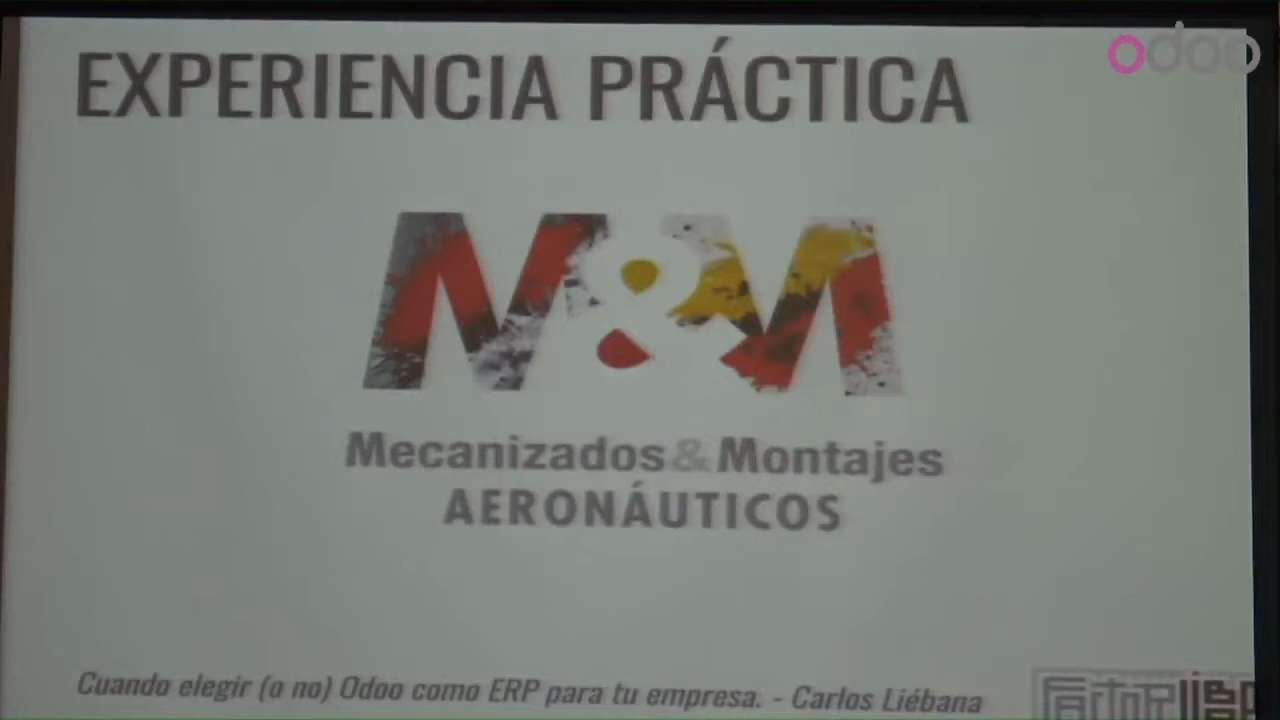 odoo
EXPERIENCIA PRÁCTICA
M&M
Mecanizados&Montajes
AERONÁUTICOS
Cuando elegir (o no) Odoo como ERP para tu empresa. - Carlos Liébana